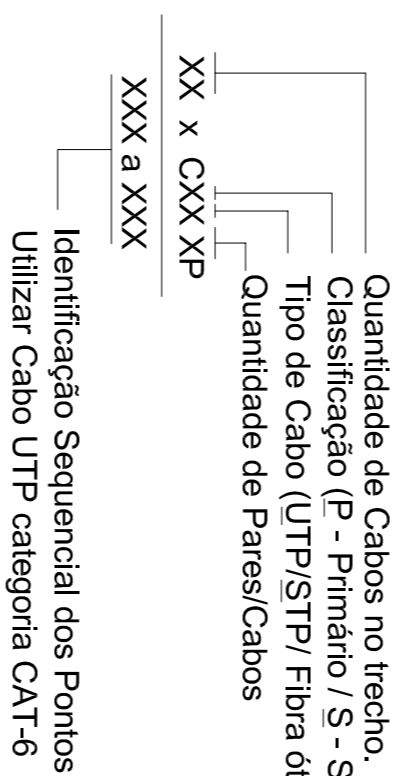 Quantidade de Cabos no trecho.
Classificação (P - Primário / S - S
Tipo de Cabo (UTP/STP/ Fibra ót
Quantidade de Pares/Cabos
XX x CXX XP
XXX a XXX
Identificação Sequencial dos Pontos
Utilizar Cabo UTP categoria CAT-6